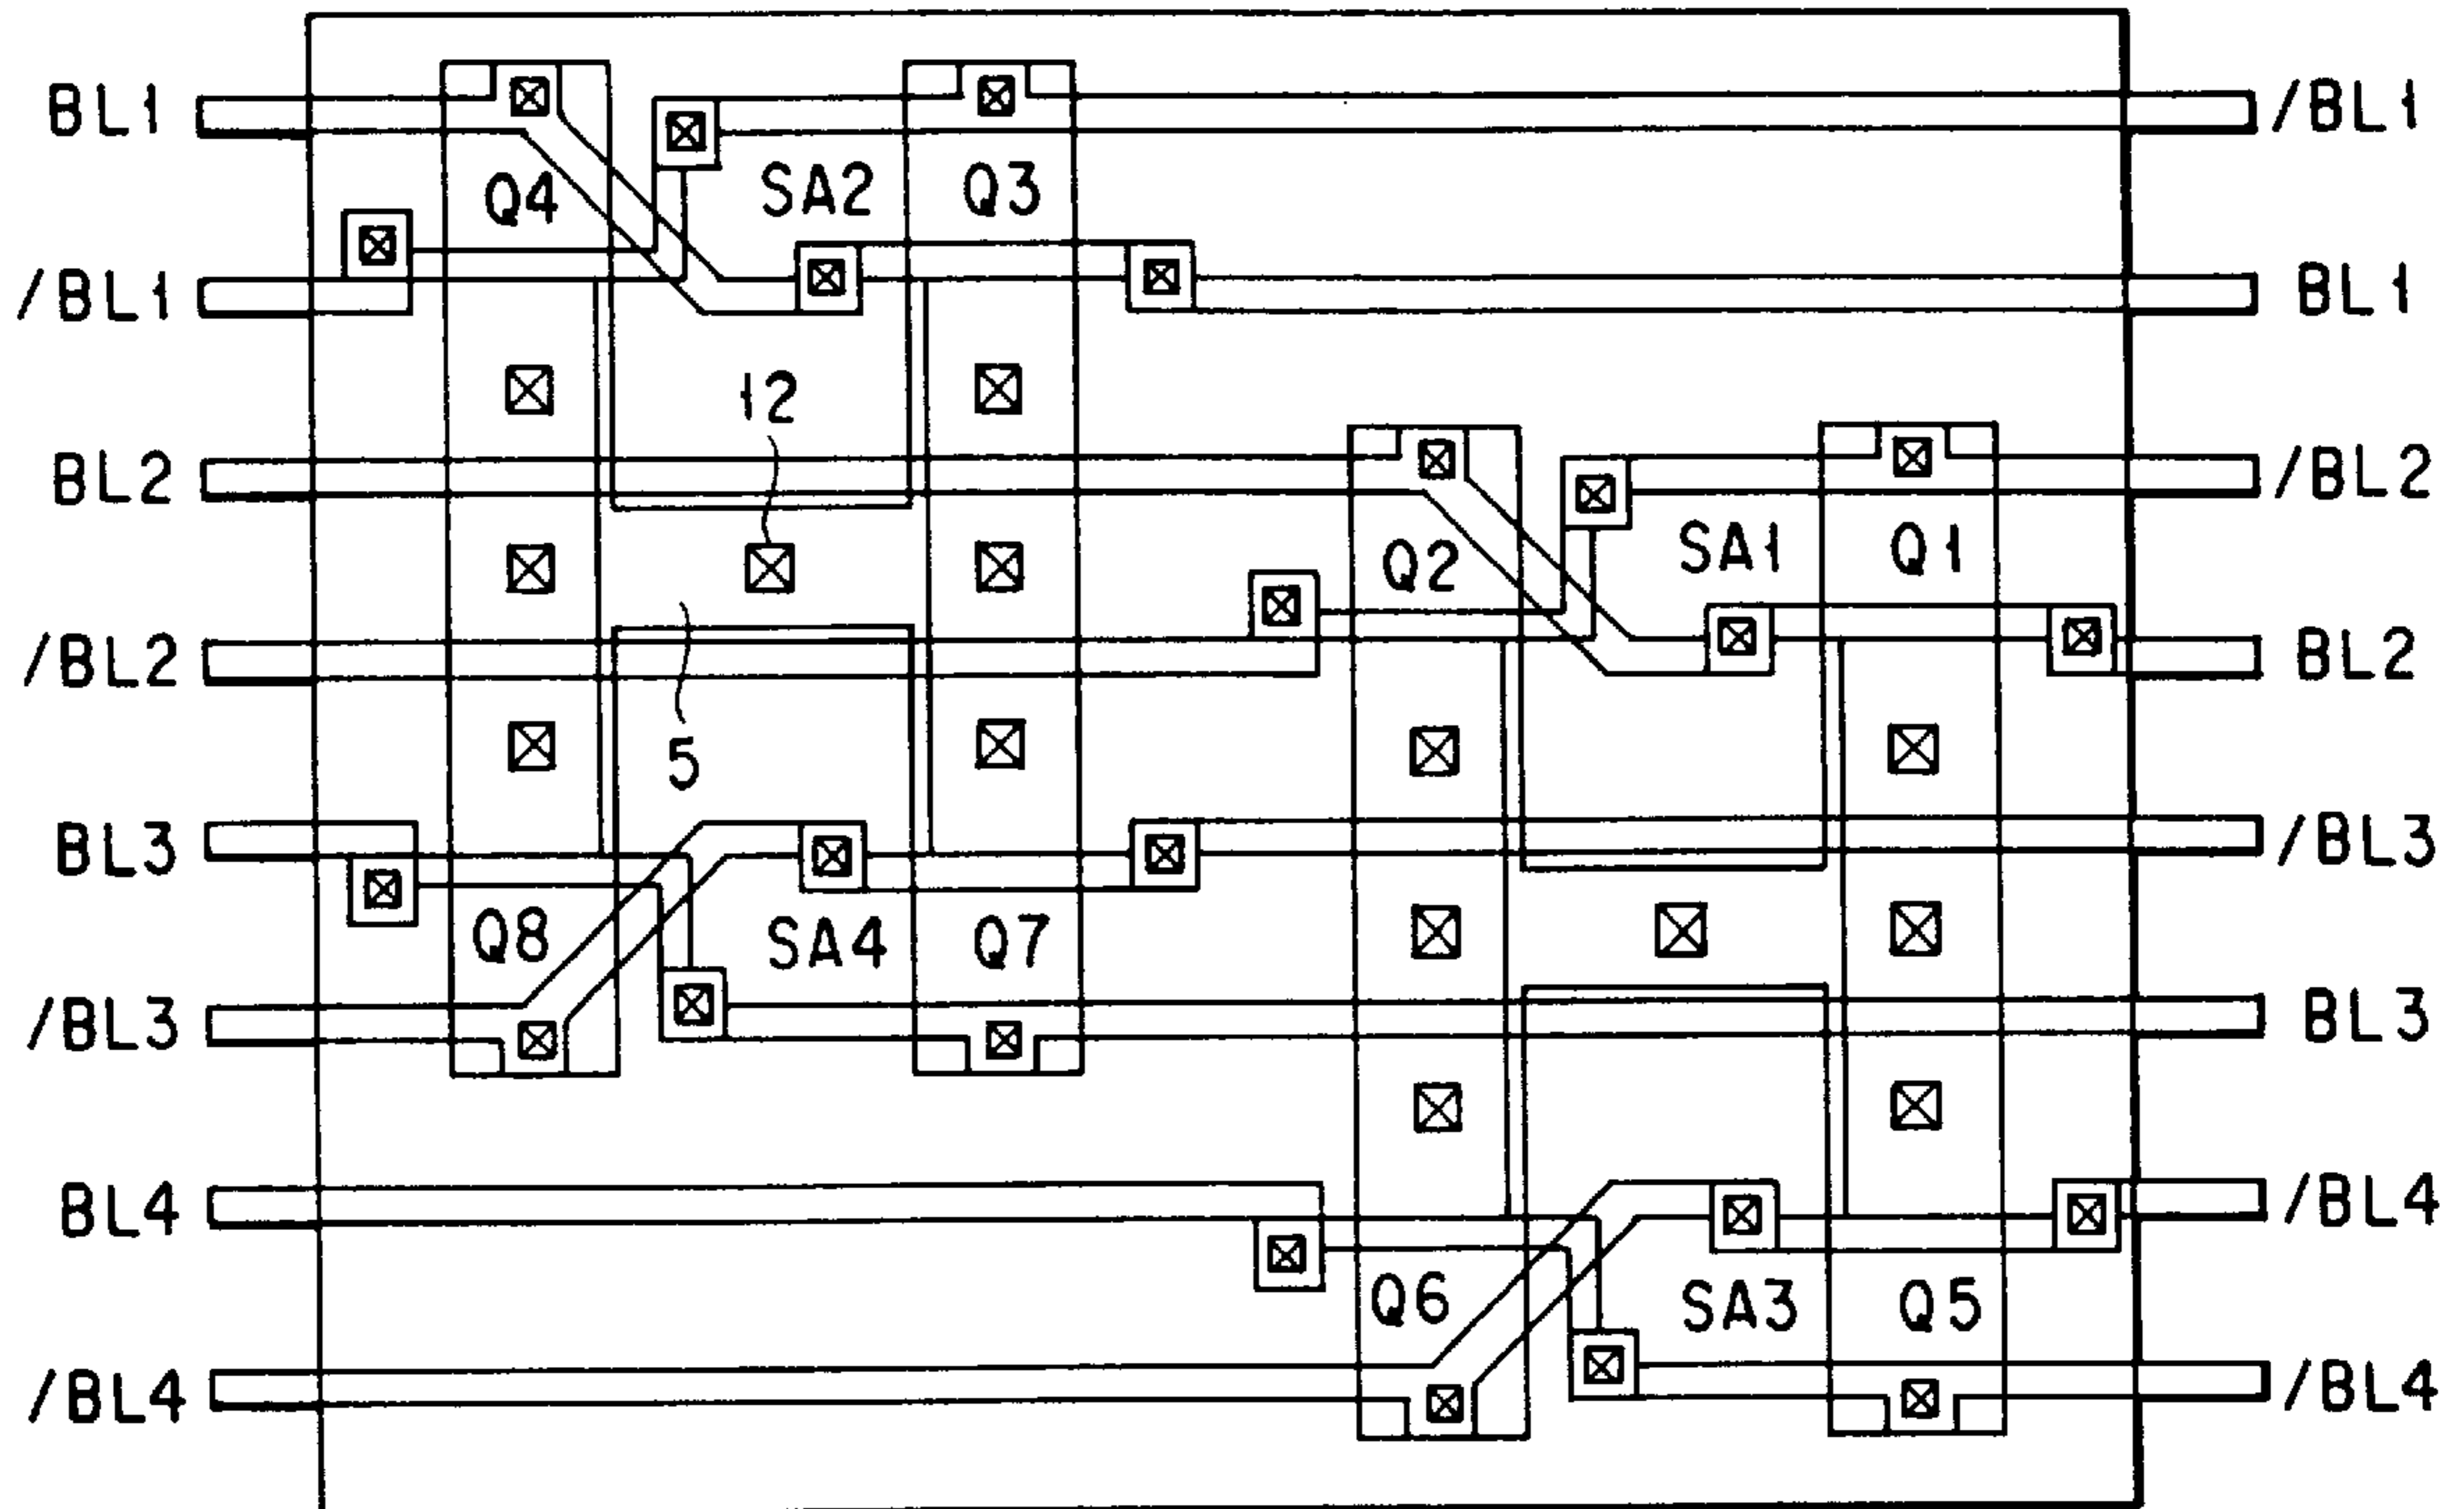 BL1 /BL1
Q4 SA2 Q3
/BL1 BL1
12
BL2 /BL2
Q2 SA1 Q1
/BL2 BL2
5
BL3 /BL3
Q8 SA4 Q7
/BL3 BL3
BL4 /BL4
Q6 SA3 Q5
/BL4 /BL4